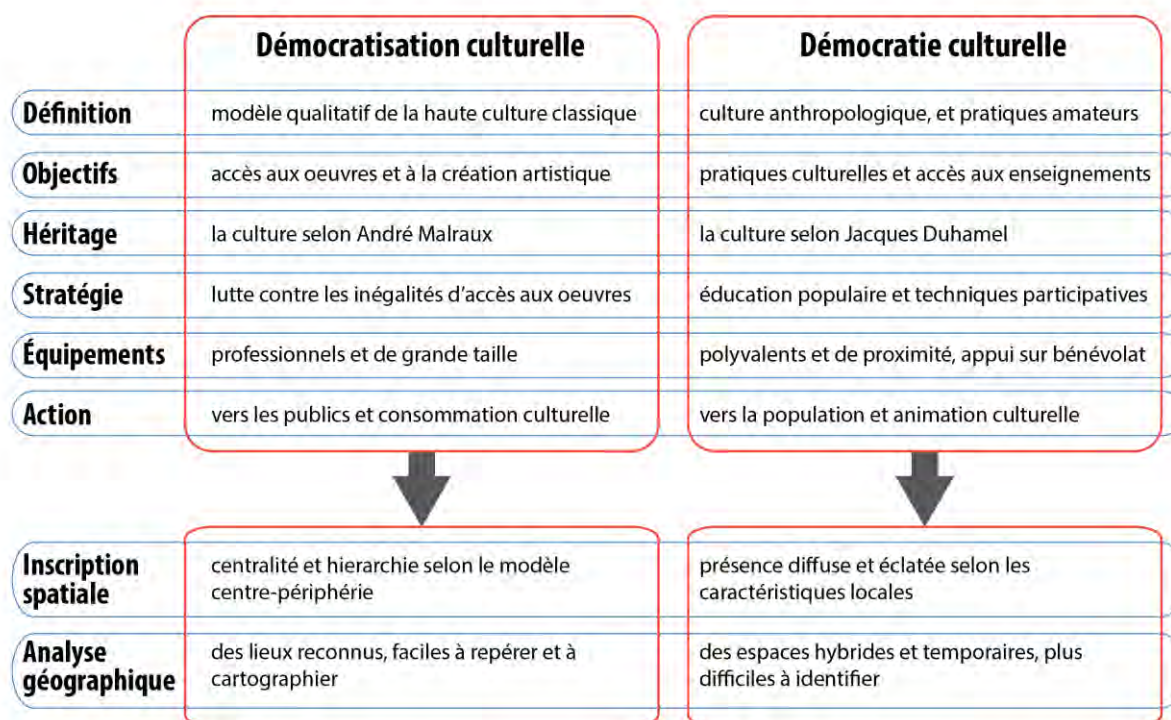 Démocratisation culturelle
Démocratie culturelle
Définition
modèle qualitatif de la haute culture classique
culture anthropologique, et pratiques amateurs
Objectifs
accès aux oeuvres et à la création artistique
pratiques culturelles et accès aux enseignements
Héritage
la culture selon André Malraux
la culture selon Jacques Duhamel
Stratégie
lutte contre les inégalités d'accès aux oeuvres
éducation populaire et techniques participatives
Équipements
professionnels et de grande taille
polyvalents et de proximité, appui sur bénévolat
Action
vers les publics et consommation culturelle
vers la population et animation culturelle
Inscription
spatiale
centralité et hierarchie selon le modèle
centre-périphérie
présence diffuse et éclatée selon les
caractéristiques locales
Analyse
géographique
des lieux reconnus, faciles à repérer et à
cartographier
des espaces hybrides et temporaires, plus
difficiles à identifier